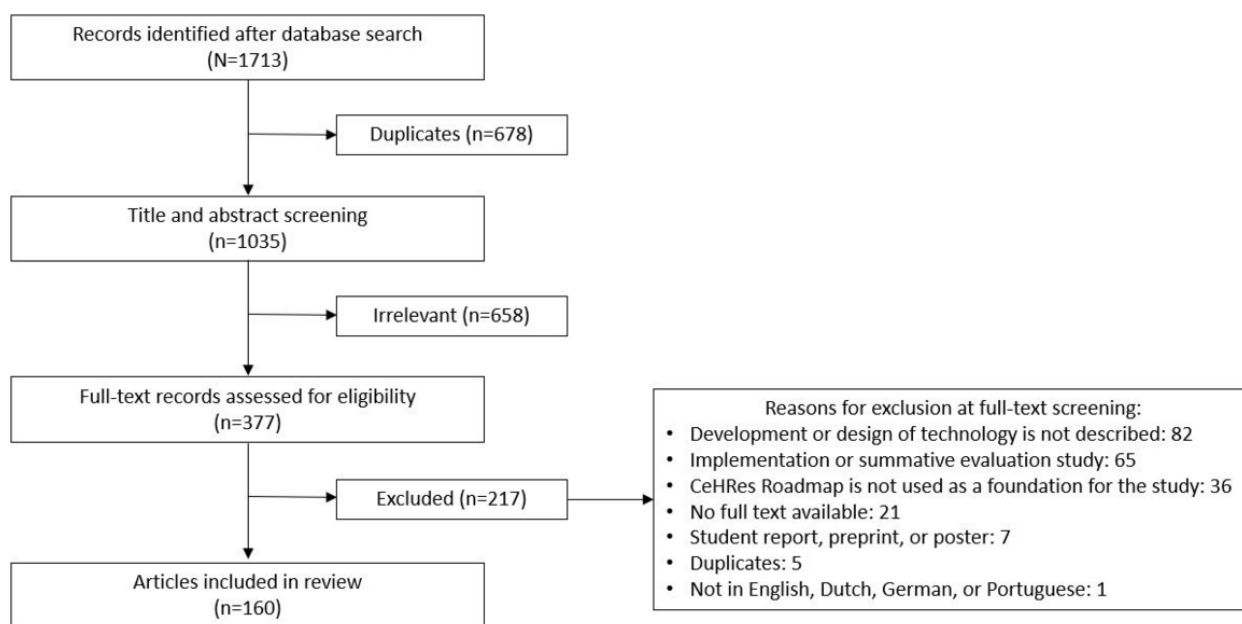 Records identified after database search
(N=1713)
Duplicates (n=678)
Title and abstract screening
(n=1035)
Irrelevant (n=658)
Full-text records assessed for eligibility
(n=377)
Excluded (n=217)
Reasons for exclusion at full-text screening:
• Development or design of technology is not described: 82
• Implementation or summative evaluation study: 65
• CeHRes Roadmap is not used as a foundation for the study: 36
• No full text available: 21
• Student report, preprint, or poster: 7
• Duplicates: 5
• Not in English, Dutch, German, or Portuguese: 1
Articles included in review
(n=160)